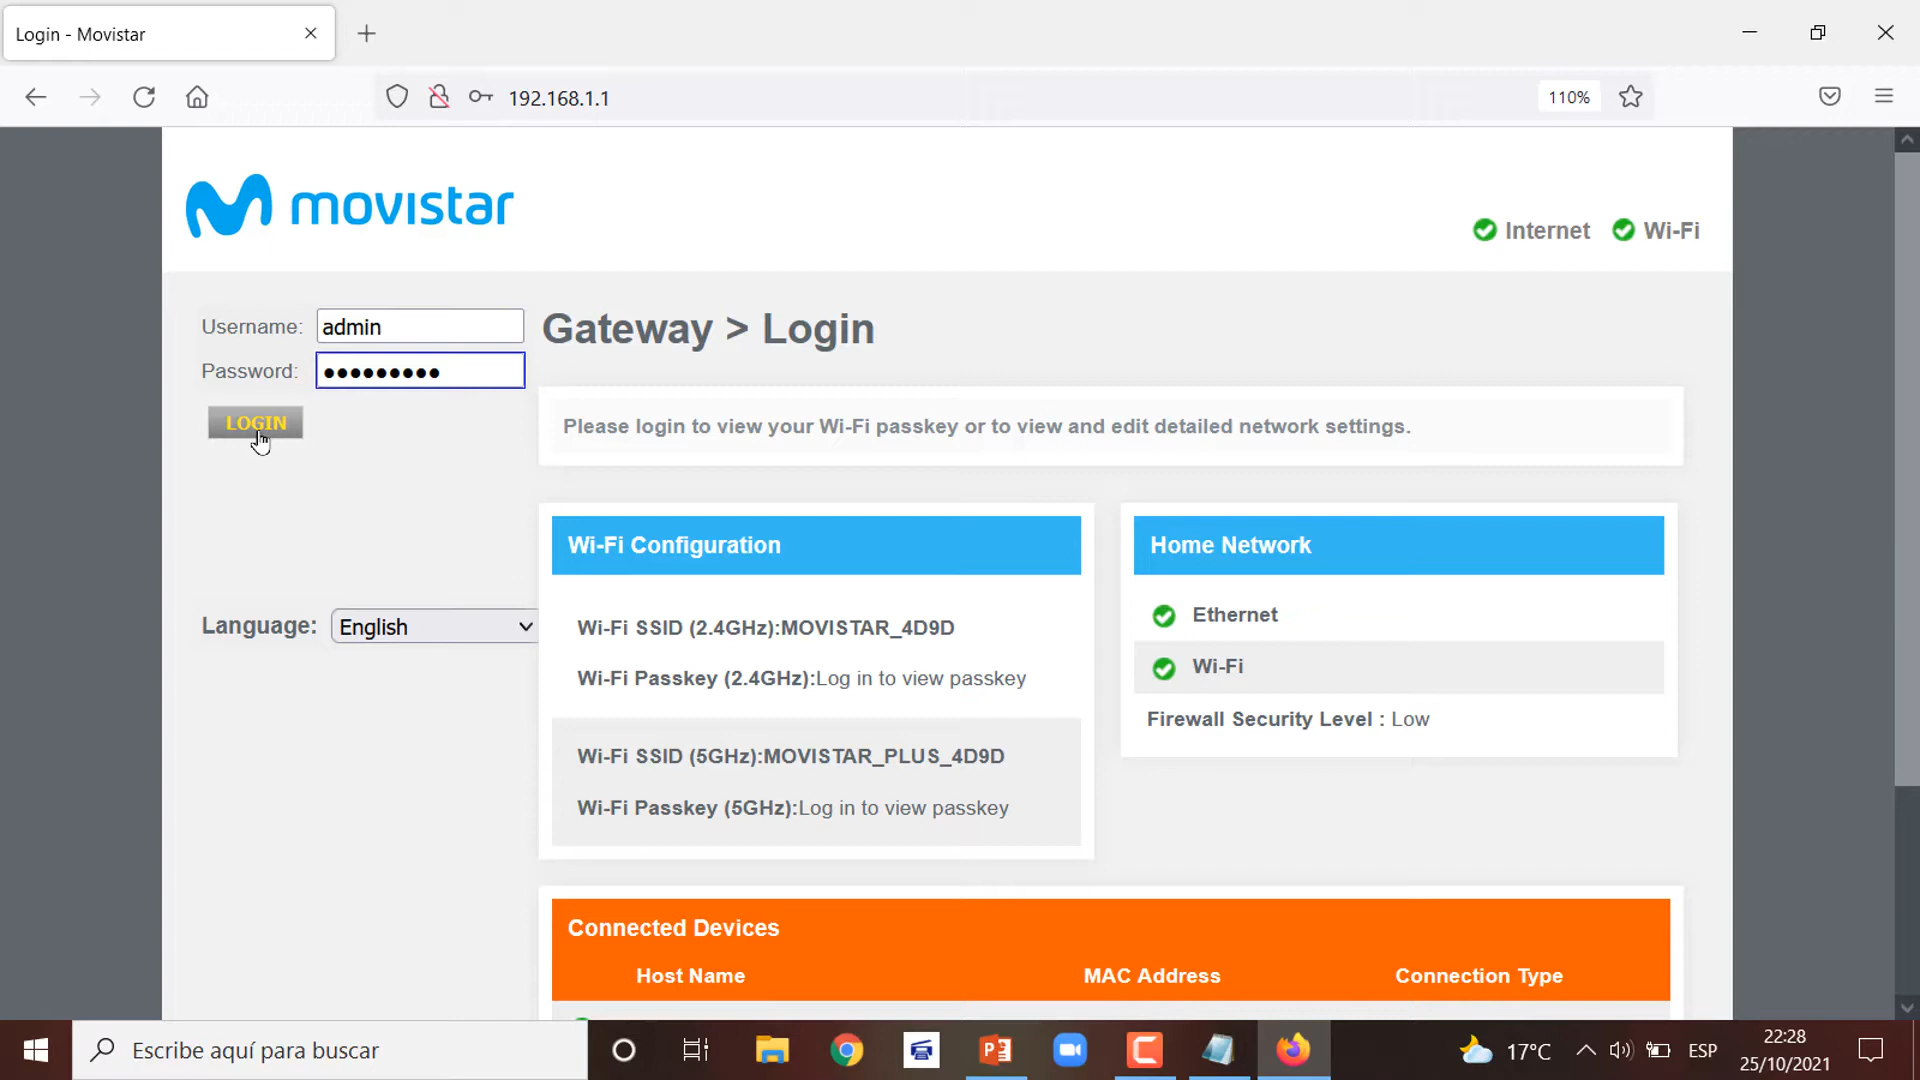 Login - Movistar
192.168.1.1
110%
movistar
Internet
Wi-Fi
Username:
admin
Gateway > Login
Password:
●●●●●●●●●
LOGIN
Please login to view your Wi-Fi passkey or to view and edit detailed network settings.
Wi-Fi Configuration
Home Network
Ethernet
Language:
English
Wi-Fi SSID (2.4GHz):MOVISTAR_4D9D
Wi-Fi
Wi-Fi Passkey (2.4GHz):Log in to view passkey
Firewall Security Level : Low
Wi-Fi SSID (5GHz):MOVISTAR_PLUS_4D9D
Wi-Fi Passkey (5GHz):Log in to view passkey
Connected Devices
Host Name
MAC Address
Connection Type
Escribe aquí para buscar
17°C
ESP
22:28
25/10/2021